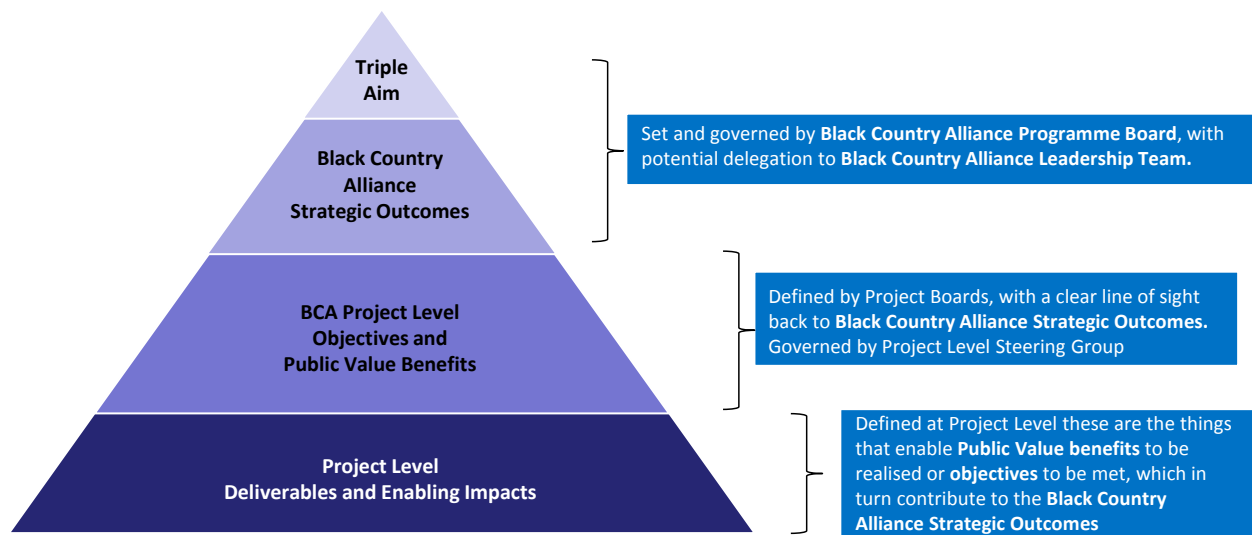 Triple
Aim
Black Country
Alliance
Strategic Outcomes
Set and governed by Black Country Alliance Programme Board, with
potential delegation to Black Country Alliance Leadership Team.
BCA Project Level
Objectives and
Public Value Benefits
Defined by Project Boards, with a clear line of sight
back to Black Country Alliance Strategic Outcomes.
Governed by Project Level Steering Group
Project Level
Deliverables and Enabling Impacts
Defined at Project Level these are the things
that enable Public Value benefits to be
realised or objectives to be met, which in
turn contribute to the Black Country
Alliance Strategic Outcomes